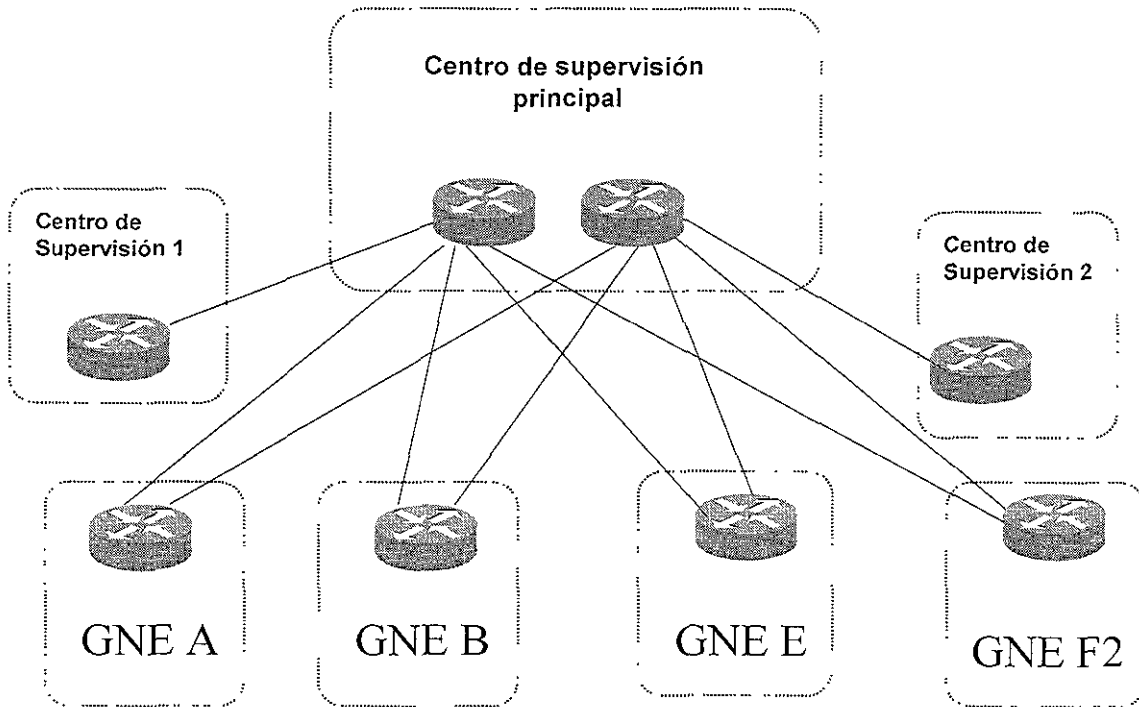 Centro de supervisión
principal
Centro de
Supervisión 1
Centro de
Supervisión 2
GNE A
GNE B
GNE E
GNE F2